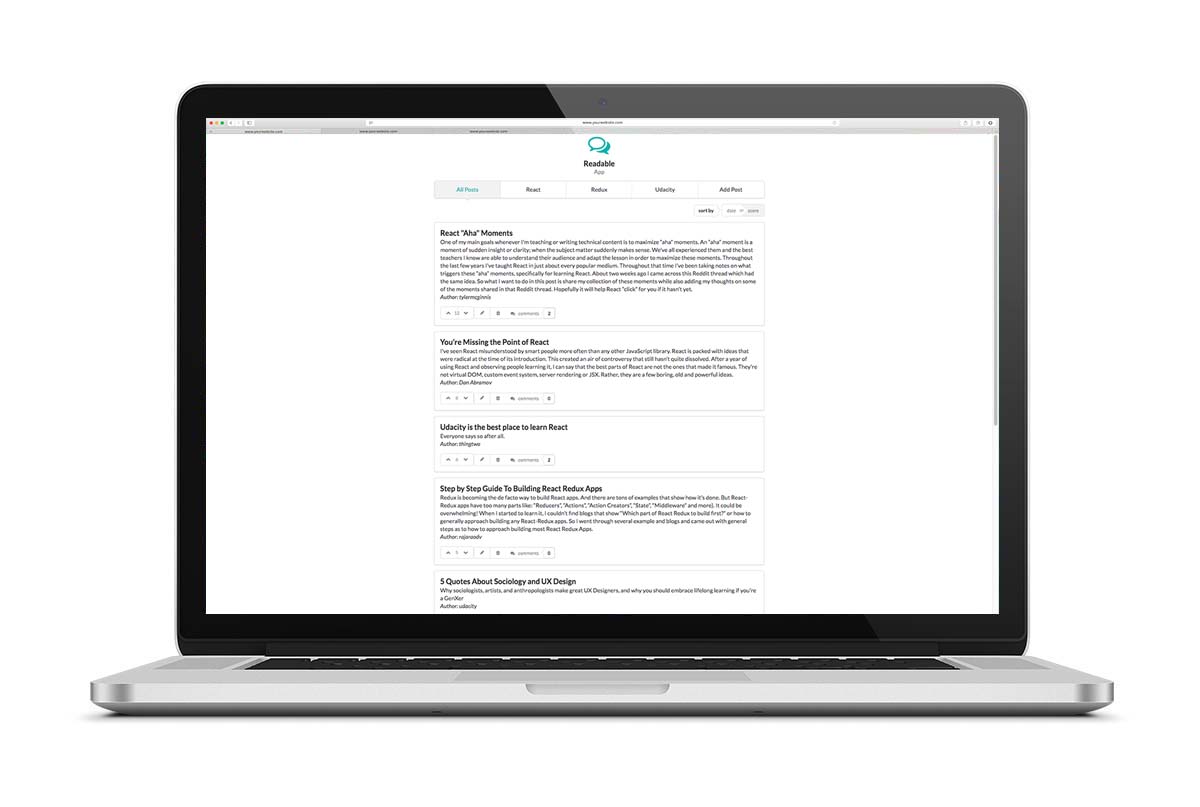 www.yourwebsite.com
www.yourwebsite.com
www.yourwebsite.com
www.yourwebsite.com
Readable
App
All Posts React Redux Udacity Add Post
sort by date score
React "Aha" Moments
One of my main goals whenever I'm teaching or writing technical content is to maximize "aha" moments. An "aha" moment is a
moment of sudden insight or clarity; when the subject matter suddenly makes sense. We've all experienced them and the best
teachers I know are able to understand their audience and adapt the lesson in order to maximize these moments. Throughout
the last few years I've taught React in just about every popular medium. Throughout that time I've been taking notes on what
triggers these "aha" moments, specifically for learning React. About two weeks ago I came across this Reddit thread which had
the same idea. So what I want to do in this post is share my collection of these moments while also adding my thoughts on some
of the moments shared in that Reddit thread. Hopefully it will help React "click" for you if it hasn't yet.
Author: tylermcginnis
12 comments 2
You're Missing the Point of React
I've seen React misunderstood by smart people more often than any other JavaScript library. React is packed with ideas that
were radical at the time of its introduction. This created an air of controversy that still hasn't quite dissolved. After a year of
using React and observing people learning it, I can say that the best parts of React are not the ones that made it famous. They're
not virtual DOM, custom event system, server rendering or JSX. Rather, they are a few boring, old and powerful ideas.
Author: Dan Abramov
comments 0
Udacity is the best place to learn React
Everyone says so after all.
Author: thingtwo
comments 2
Step by Step Guide To Building React Redux Apps
Redux is becoming the de facto way to build React apps. And there are tons of examples that show how it's done. But React-
Redux apps have too many parts like: "Reducers", "Actions", "Action Creators", "State", "Middleware" and more). It could be
overwhelming! When I started to learn it, I couldn't find blogs that show "Which part of React Redux to build first?" or how to
generally approach building any React-Redux apps. So I went through several example and blogs and came out with general
steps as to how to approach building most React Redux Apps.
Author: rajaraodv
5 comments 0
5 Quotes About Sociology and UX Design
Why sociologists, artists, and anthropologists make great UX Designers, and why you should embrace lifelong learning if you're
a GenXer
Author: udacity